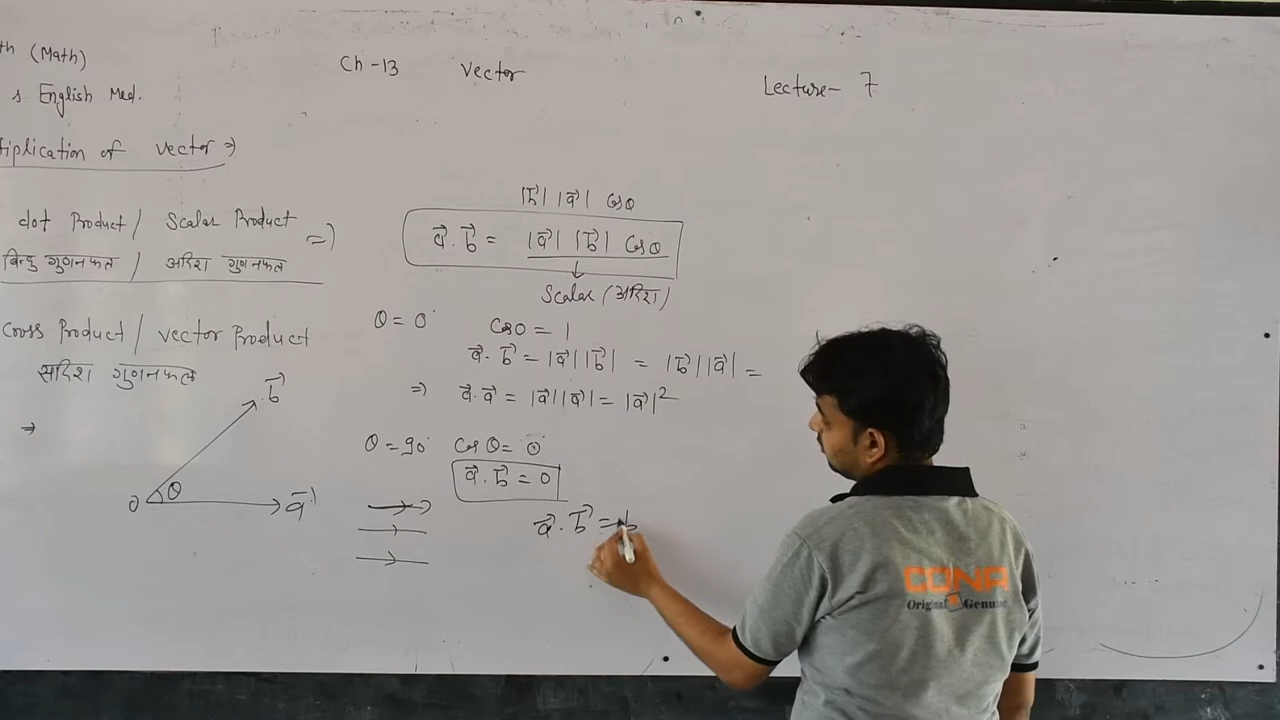 th (Math)
Ch-13 Vector
Lecture- 7
s English Med.
tiplication of vector ⇒
dot Product / Scalar Product ⇒
बिन्दु गुणनफल / अदिश गुणनफल
Cross Product / vector Product
सदिश गुणनफल
⇒
b⃗
O θ a⃗
|b⃗| |a⃗| Cosθ
a⃗.b⃗ = |a⃗| |b⃗| Cosθ
↓
Scalar (अदिश)
θ = 0° Cos0 = 1
a⃗.b⃗ = |a⃗||b⃗| = |b⃗||a⃗| =
⇒ a⃗.a⃗ = |a⃗||a⃗| = |a⃗|²
θ = 90° Cosθ = 0
a⃗.b⃗ = 0
a⃗.b⃗ = b
CONA
Original Genuine